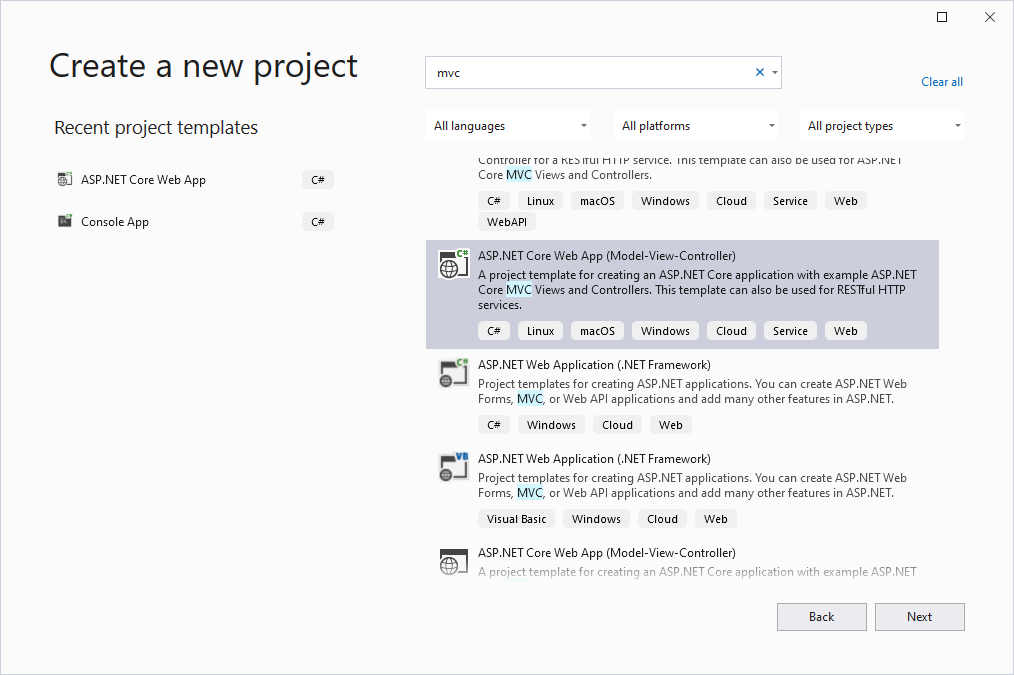 Create a new project
mvc
Clear all
Recent project templates
All languages
All platforms
All project types
ASP.NET Core Web App
C#
Console App
C#
Controller for a RESTful HTTP service. This template can also be used for ASP.NET
Core MVC Views and Controllers.
C# Linux macOS Windows Cloud Service Web
WebAPI
ASP.NET Core Web App (Model-View-Controller)
A project template for creating an ASP.NET Core application with example ASP.NET
Core MVC Views and Controllers. This template can also be used for RESTful HTTP
services.
C# Linux macOS Windows Cloud Service Web
ASP.NET Web Application (.NET Framework)
Project templates for creating ASP.NET applications. You can create ASP.NET Web
Forms, MVC, or Web API applications and add many other features in ASP.NET.
C# Windows Cloud Web
ASP.NET Web Application (.NET Framework)
Project templates for creating ASP.NET applications. You can create ASP.NET Web
Forms, MVC, or Web API applications and add many other features in ASP.NET.
Visual Basic Windows Cloud Web
ASP.NET Core Web App (Model-View-Controller)
A project template for creating an ASP.NET Core application with example ASP.NET
Back
Next